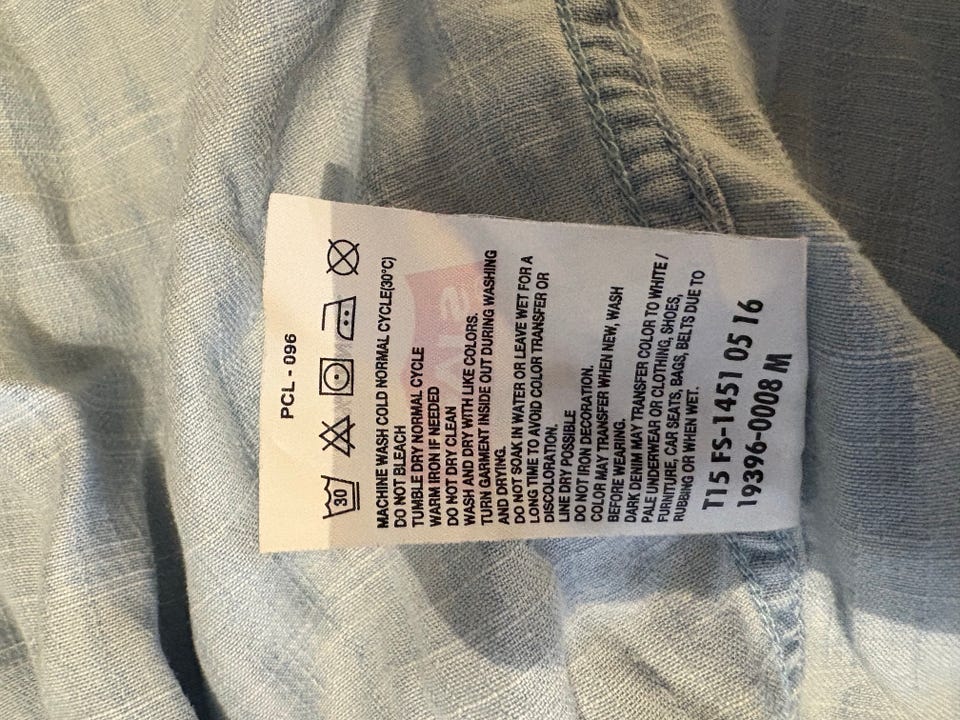 PCL - 096
30
MACHINE WASH COLD NORMAL CYCLE(30°C)
DO NOT BLEACH
TUMBLE DRY NORMAL CYCLE
WARM IRON IF NEEDED
DO NOT DRY CLEAN
WASH AND DRY WITH LIKE COLORS.
TURN GARMENT INSIDE OUT DURING WASHING
AND DRYING.
DO NOT SOAK IN WATER OR LEAVE WET FOR A
LONG TIME TO AVOID COLOR TRANSFER OR
DISCOLORATION.
LINE DRY POSSIBLE
DO NOT IRON DECORATION.
COLOR MAY TRANSFER WHEN NEW, WASH
BEFORE WEARING.
DARK DENIM MAY TRANSFER COLOR TO WHITE /
PALE UNDERWEAR OR CLOTHING, SHOES,
FURNITURE, CAR SEATS, BAGS, BELTS DUE TO
RUBBING OR WHEN WET.
T15 FS-1451 05 16
19396-0008 M